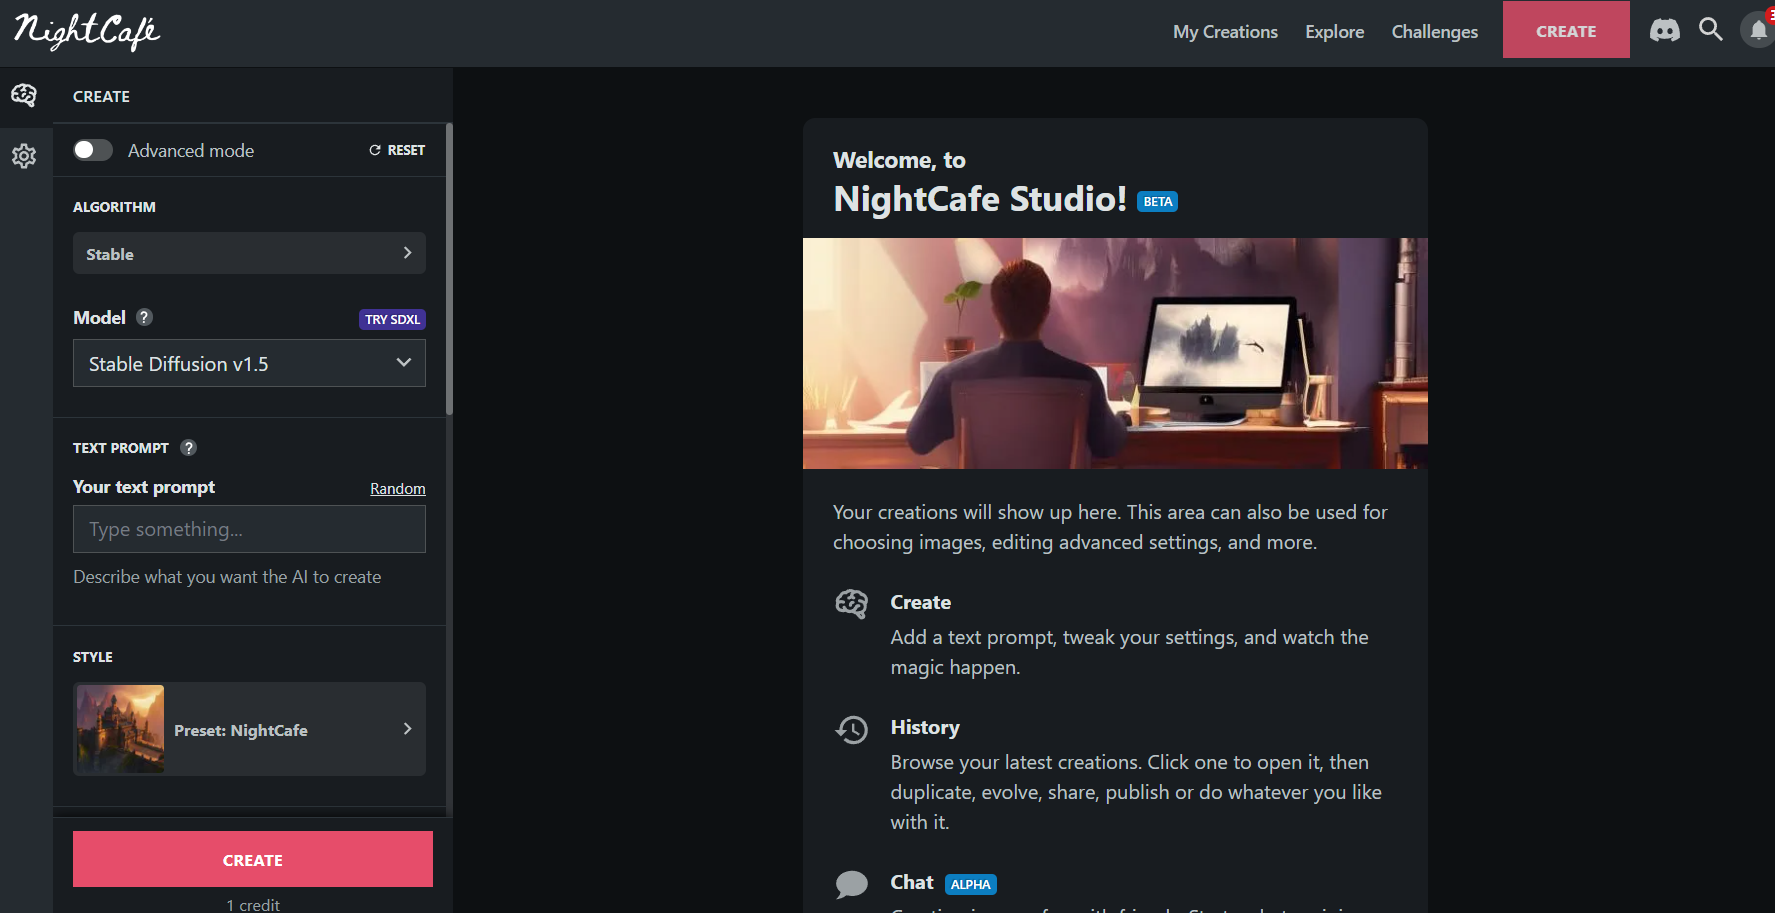 NightCafé
My Creations
Explore
Challenges
CREATE
3
CREATE
Advanced mode
RESET
ALGORITHM
Stable
Model ?
TRY SDXL
Stable Diffusion v1.5
TEXT PROMPT ?
Your text prompt
Random
Type something...
Describe what you want the AI to create
STYLE
Preset: NightCafe
CREATE
1 credit
Welcome, to
NightCafe Studio! BETA
Your creations will show up here. This area can also be used for
choosing images, editing advanced settings, and more.
Create
Add a text prompt, tweak your settings, and watch the
magic happen.
History
Browse your latest creations. Click one to open it, then
duplicate, evolve, share, publish or do whatever you like
with it.
Chat ALPHA